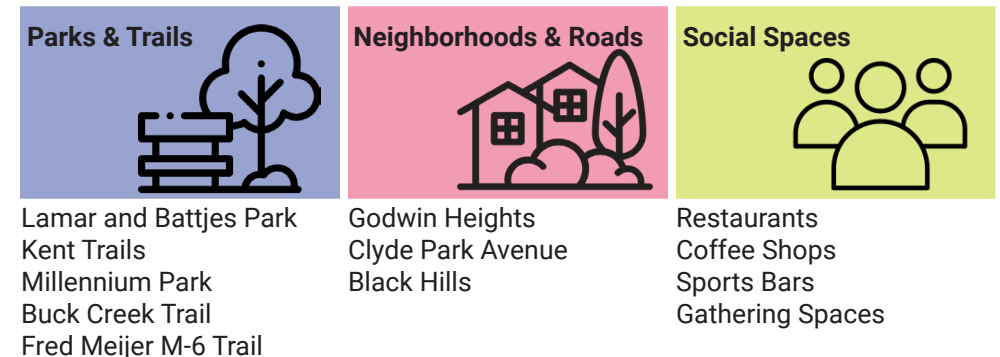 Parks & Trails
Lamar and Battjes Park
Kent Trails
Millennium Park
Buck Creek Trail
Fred Meijer M-6 Trail
Neighborhoods & Roads
Godwin Heights
Clyde Park Avenue
Black Hills
Social Spaces
Restaurants
Coffee Shops
Sports Bars
Gathering Spaces